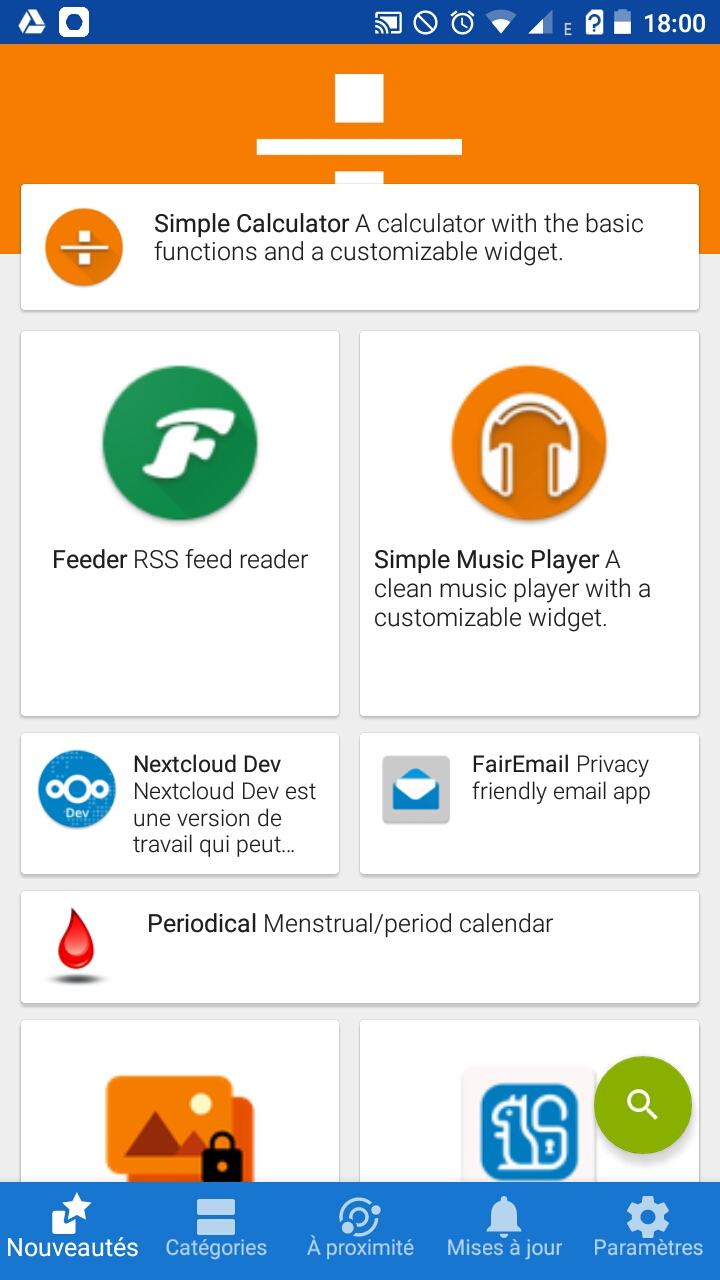 E
18:00
Simple Calculator A calculator with the basic
functions and a customizable widget.
Feeder RSS feed reader
Simple Music Player A
clean music player with a
customizable widget.
Dev
Nextcloud Dev
Nextcloud Dev est
une version de
travail qui peut…
FairEmail Privacy
friendly email app
Periodical Menstrual/period calendar
Nouveautés
Catégories
À proximité
Mises à jour
Paramètres